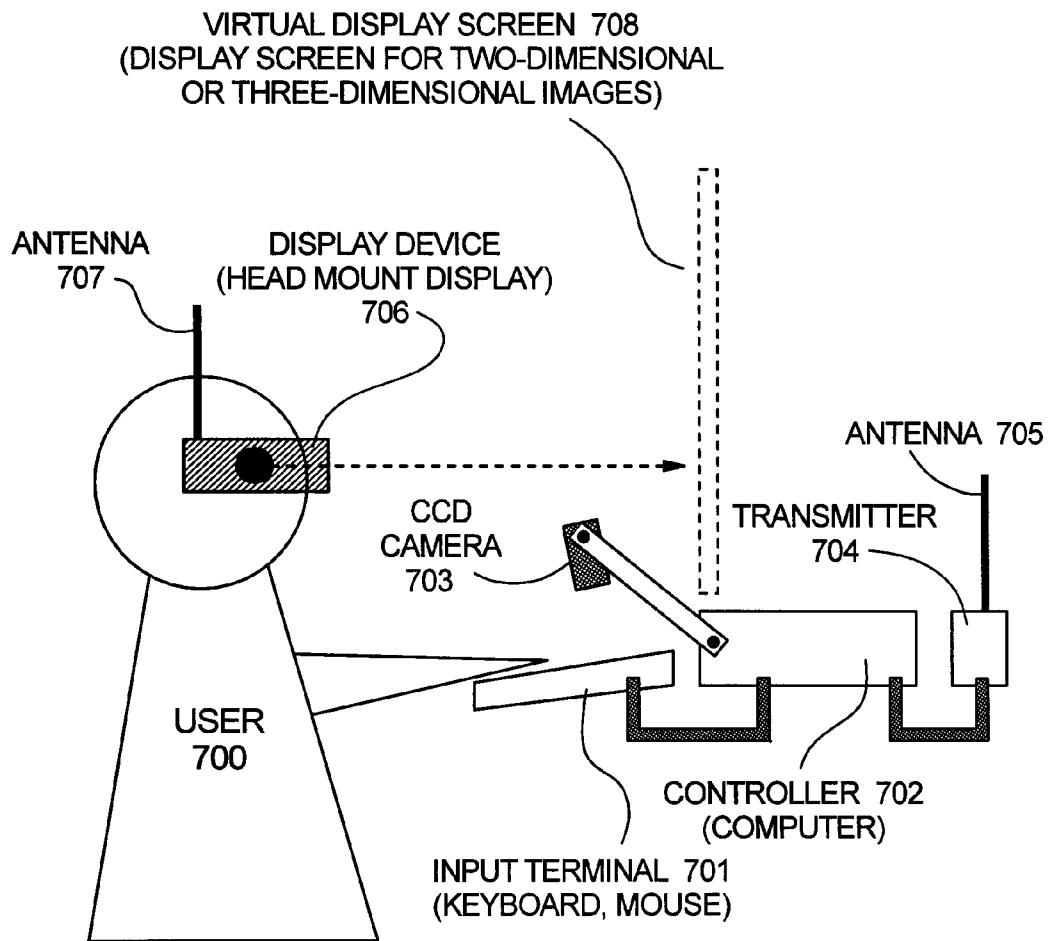 VIRTUAL DISPLAY SCREEN 708
(DISPLAY SCREEN FOR TWO-DIMENSIONAL
OR THREE-DIMENSIONAL IMAGES)
ANTENNA
707
DISPLAY DEVICE
(HEAD MOUNT DISPLAY)
706
ANTENNA 705
CCD
CAMERA
703
TRANSMITTER
704
USER
700
CONTROLLER 702
(COMPUTER)
INPUT TERMINAL 701
(KEYBOARD, MOUSE)